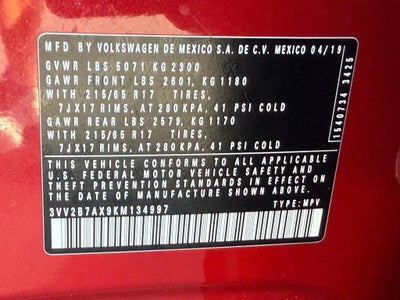 MFD BY VOLKSWAGEN DE MEXICO S.A. DE C.V. MEXICO 04/19
GVWR LBS 5071 KG 2300
GAWR FRONT LBS 2601, KG 1180
WITH 215/65 R17 TIRES,
7JX17 RIMS, AT 280 KPA, 41 PSI COLD
GAWR REAR LBS 2579, KG 1170
WITH 215/65 R17 TIRES,
7JX17 RIMS, AT 280 KPA, 41 PSI COLD
THIS VEHICLE CONFORMS TO ALL APPLICABLE
U.S. FEDERAL MOTOR VEHICLE SAFETY AND
THEFT PREVENTION STANDARDS IN EFFECT ON
THE DATE OF MANUFACTURE SHOWN ABOVE.
3VV2B7AX9KM134997
TYPE: MPV
1540734 3425